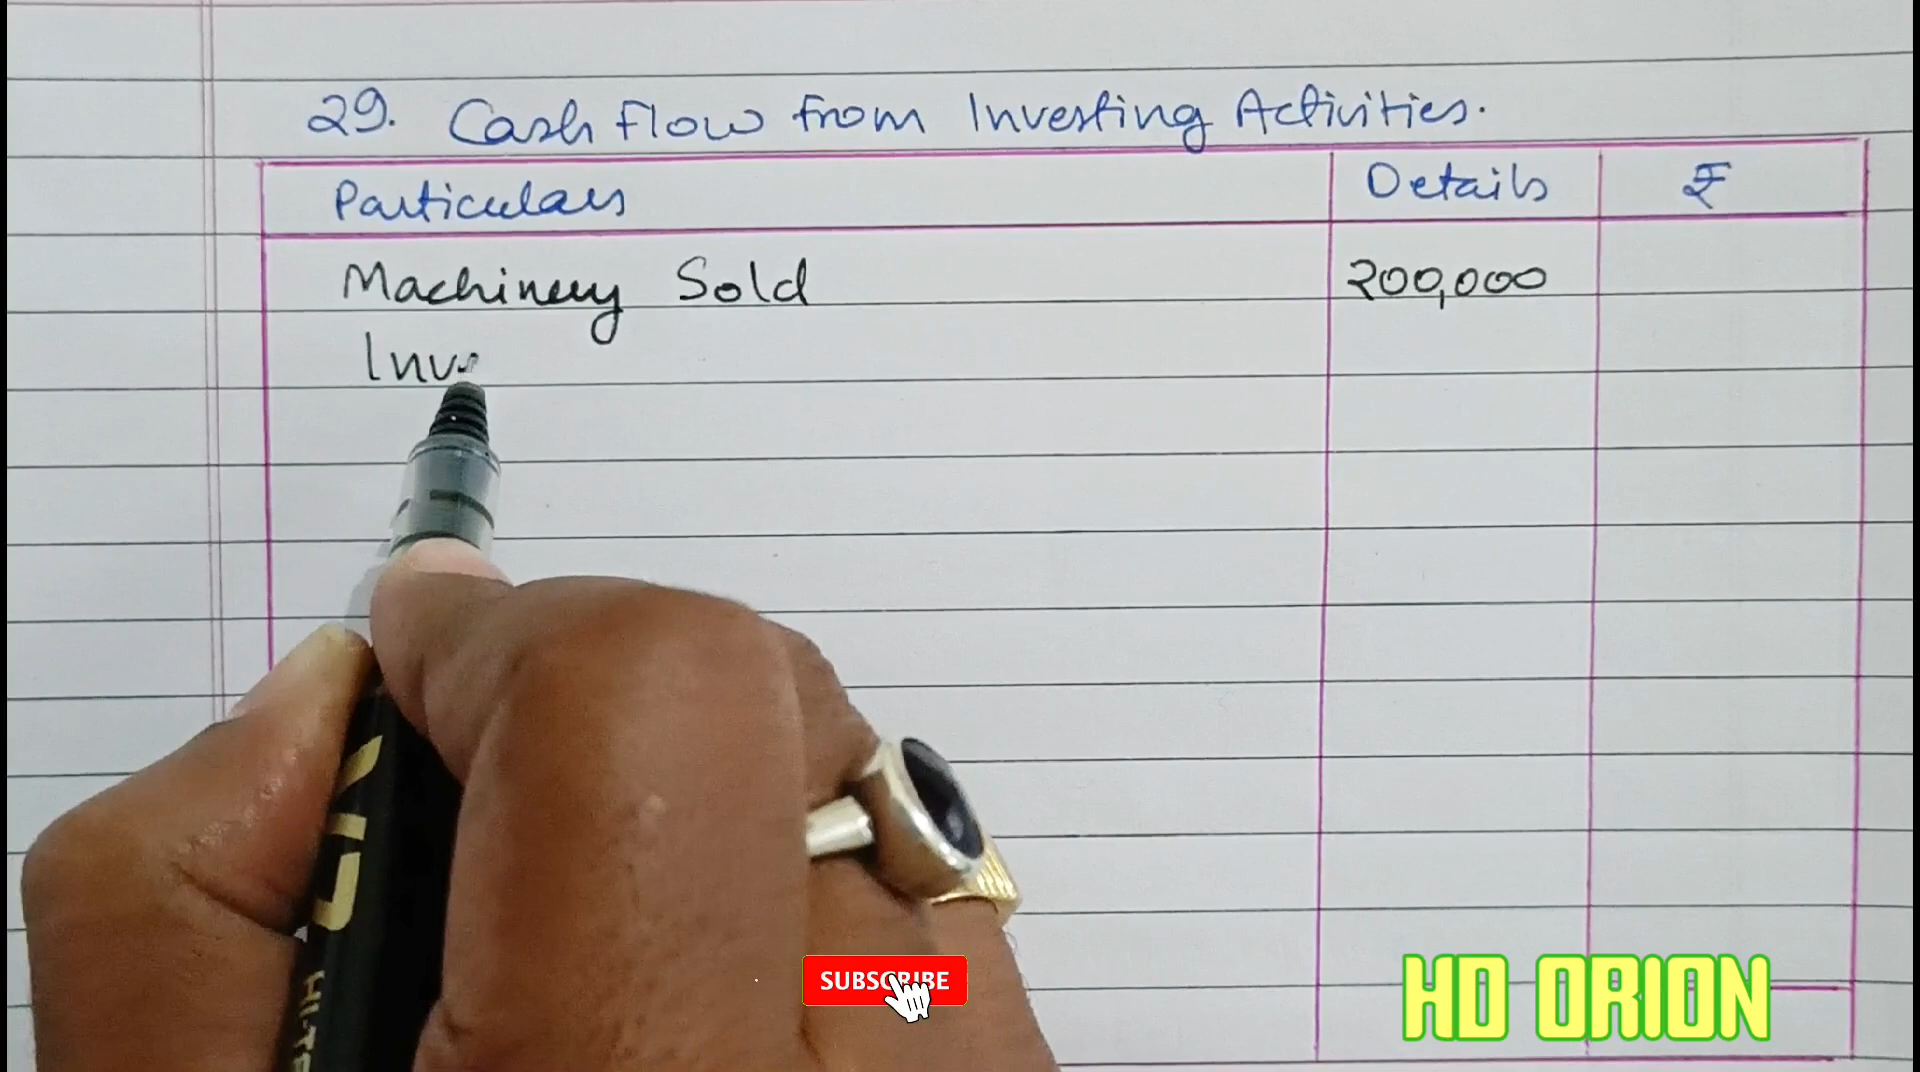 29. Cash Flow from Investing Activities.
Particulars Details ₹
Machinery Sold 200,000
Inv
SUBSCRIBE
HD ORION